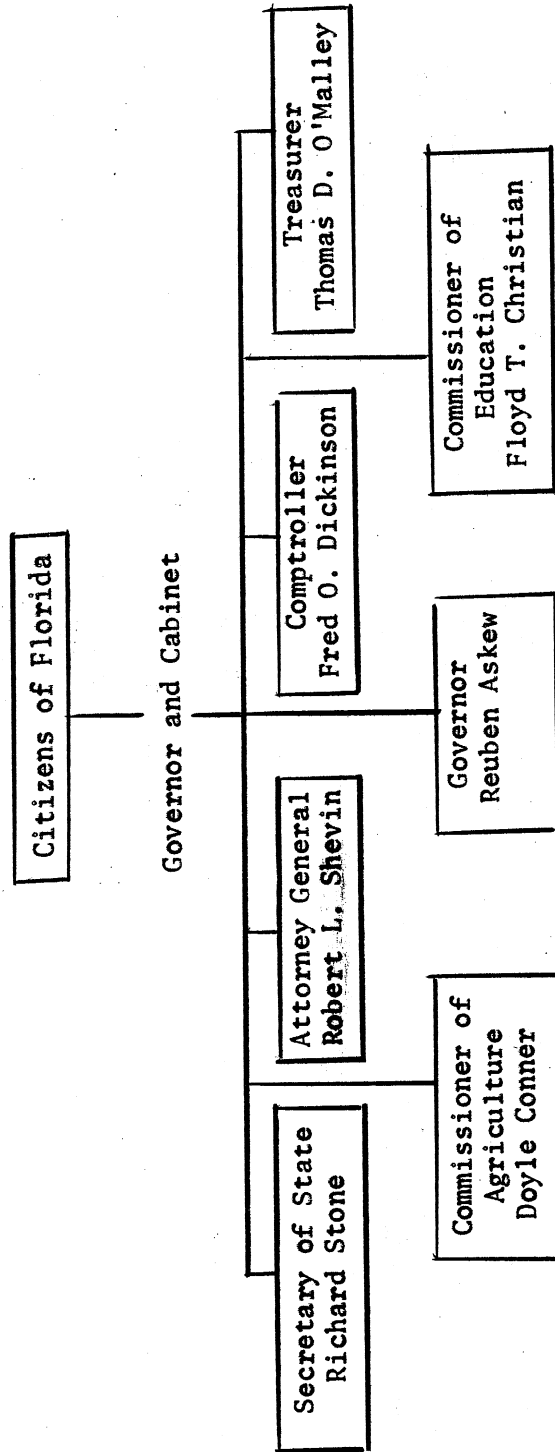 Citizens of Florida
Governor and Cabinet
Secretary of State
Richard Stone
Attorney General
Robert L. Shevin
Comptroller
Fred O. Dickinson
Treasurer
Thomas D. O'Malley
Commissioner of
Agriculture
Doyle Conner
Governor
Reuben Askew
Commissioner of
Education
Floyd T. Christian